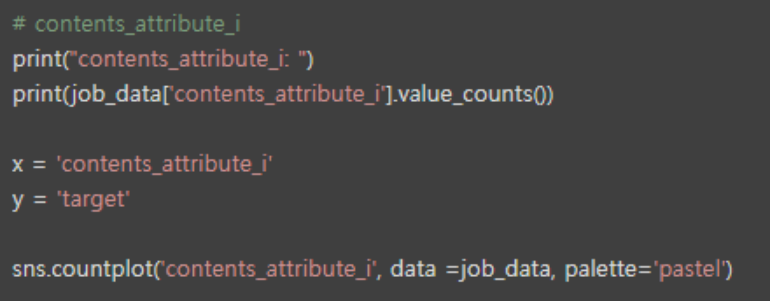 # contents_attribute_i
print("contents_attribute_i: ")
print(job_data['contents_attribute_i'].value_counts())
x = 'contents_attribute_i'
y = 'target'
sns.countplot('contents_attribute_i', data =job_data, palette='pastel')